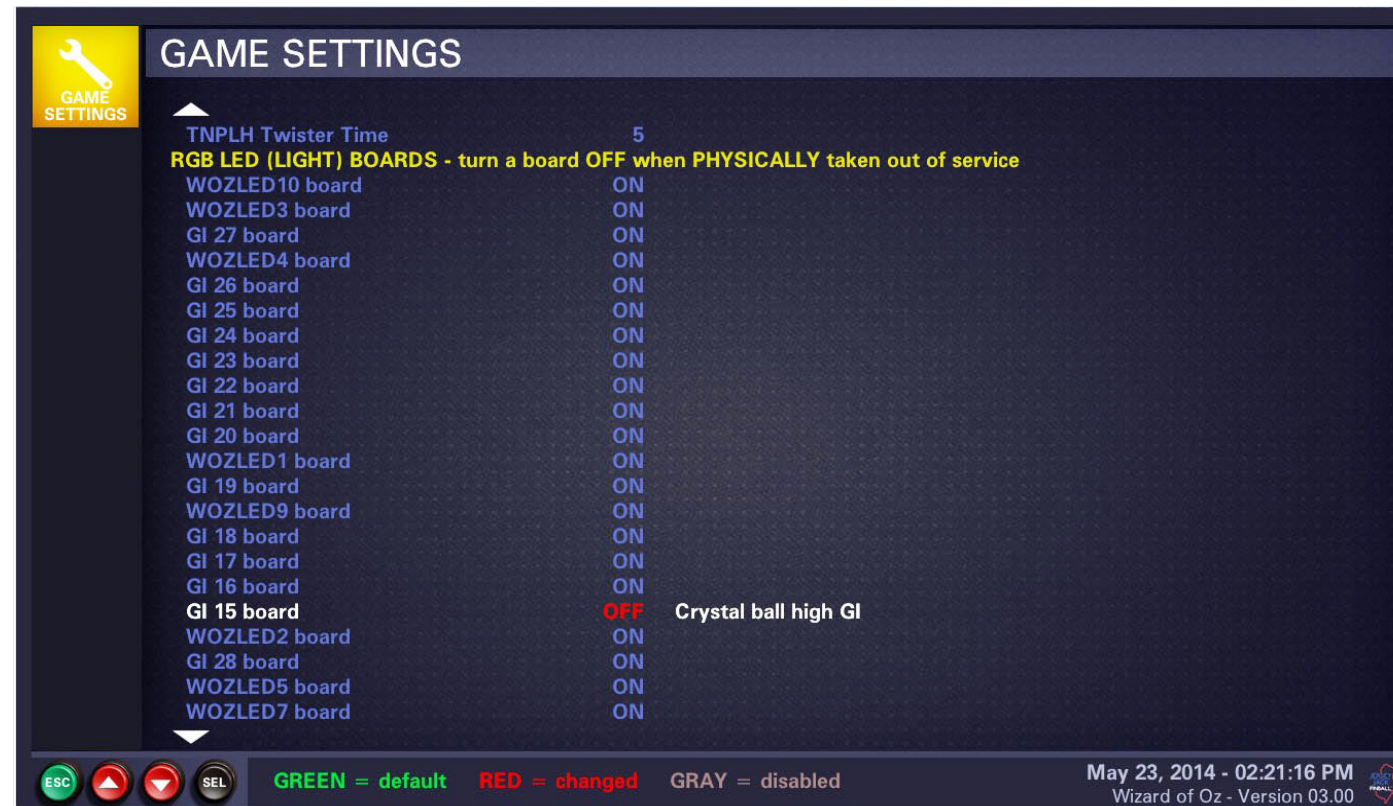 GAME SETTINGS
GAME
SETTINGS
TNPLH Twister Time 5
RGB LED (LIGHT) BOARDS - turn a board OFF when PHYSICALLY taken out of service
WOZLED10 board ON
WOZLED3 board ON
GI 27 board ON
WOZLED4 board ON
GI 26 board ON
GI 25 board ON
GI 24 board ON
GI 23 board ON
GI 22 board ON
GI 21 board ON
GI 20 board ON
WOZLED1 board ON
GI 19 board ON
WOZLED9 board ON
GI 18 board ON
GI 17 board ON
GI 16 board ON
GI 15 board OFF Crystal ball high GI
WOZLED2 board ON
GI 28 board ON
WOZLED5 board ON
WOZLED7 board ON
ESC SEL GREEN = default RED = changed GRAY = disabled
May 23, 2014 - 02:21:16 PM
Wizard of Oz - Version 03.00